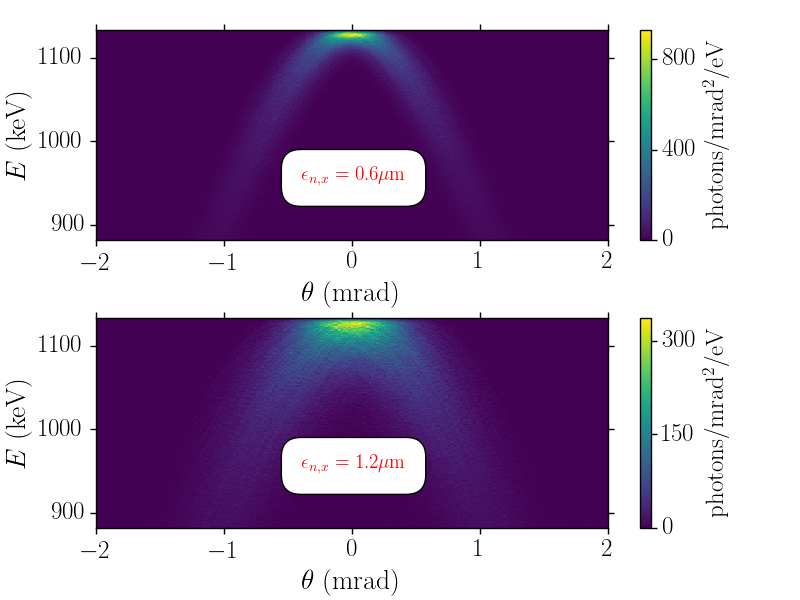 1100
1000
900
E (keV)
ϵn,x = 0.6μm
−2 −1 0 1 2
θ (mrad)
800
400
0
photons/mrad²/eV
1100
1000
900
E (keV)
ϵn,x = 1.2μm
−2 −1 0 1 2
θ (mrad)
300
150
0
photons/mrad²/eV